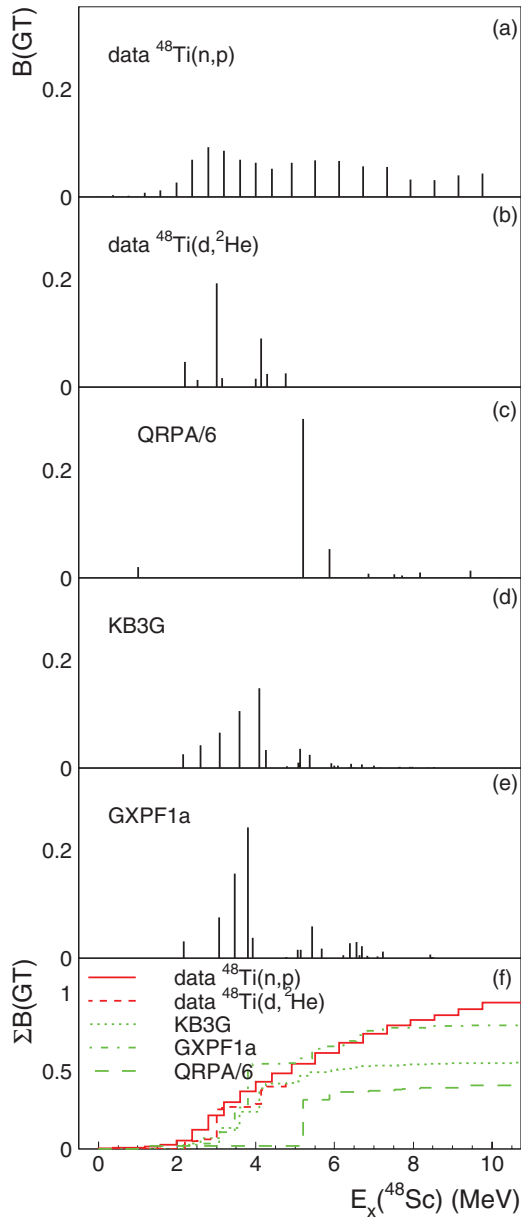 B(GT)
(a)
data ⁴⁸Ti(n,p)
0.2
0
(b)
data ⁴⁸Ti(d,²He)
0.2
0
(c)
QRPA/6
0.2
0
(d)
KB3G
0.2
0
(e)
GXPF1a
0.2
0
(f)
ΣB(GT)
data ⁴⁸Ti(n,p)
data ⁴⁸Ti(d,²He)
KB3G
GXPF1a
QRPA/6
1
0.5
0
0 2 4 6 8 10
Eₓ(⁴⁸Sc) (MeV)